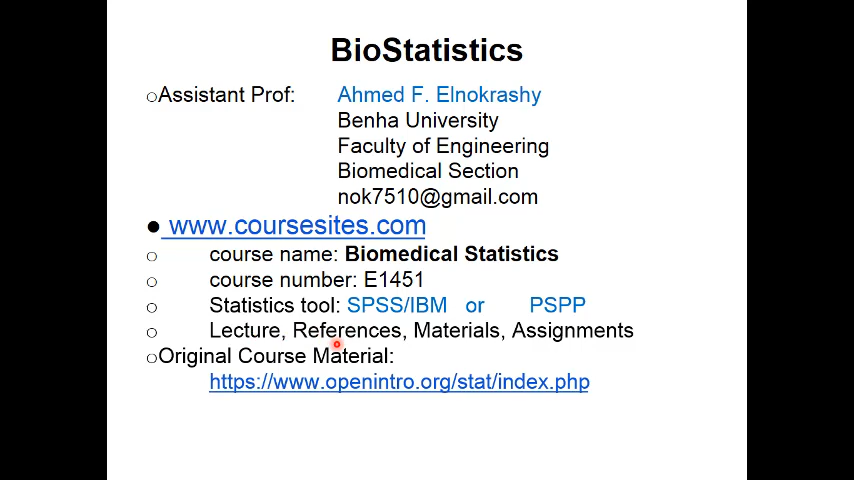 BioStatistics
Assistant Prof: Ahmed F. Elnokrashy
Benha University
Faculty of Engineering
Biomedical Section
nok7510@gmail.com
www.coursesites.com
course name: Biomedical Statistics
course number: E1451
Statistics tool: SPSS/IBM or PSPP
Lecture, References, Materials, Assignments
Original Course Material:
https://www.openintro.org/stat/index.php